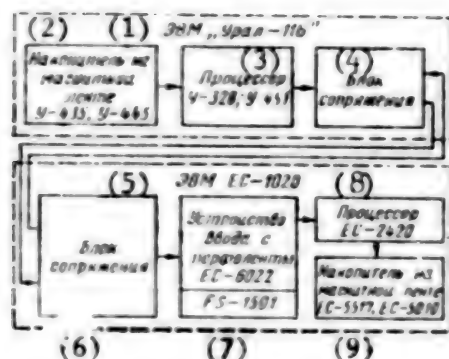 (2) (1) ЭВМ „Урал-11б”
(3) (4)
Накопитель на
магнитной
ленте
У-435, У-445
Процессор
У-328, У-451
Блок
сопряжения
(5) ЭВМ ЕС-1020 (8)
Блок
сопряжения
Устройства
ввода с
перфоленты
ЕС-6022
FS-1501
Процессор
ЕС-2420
Накопитель на
магнитной ленте
ЕС-5517, ЕС-5010
(6) (7) (9)